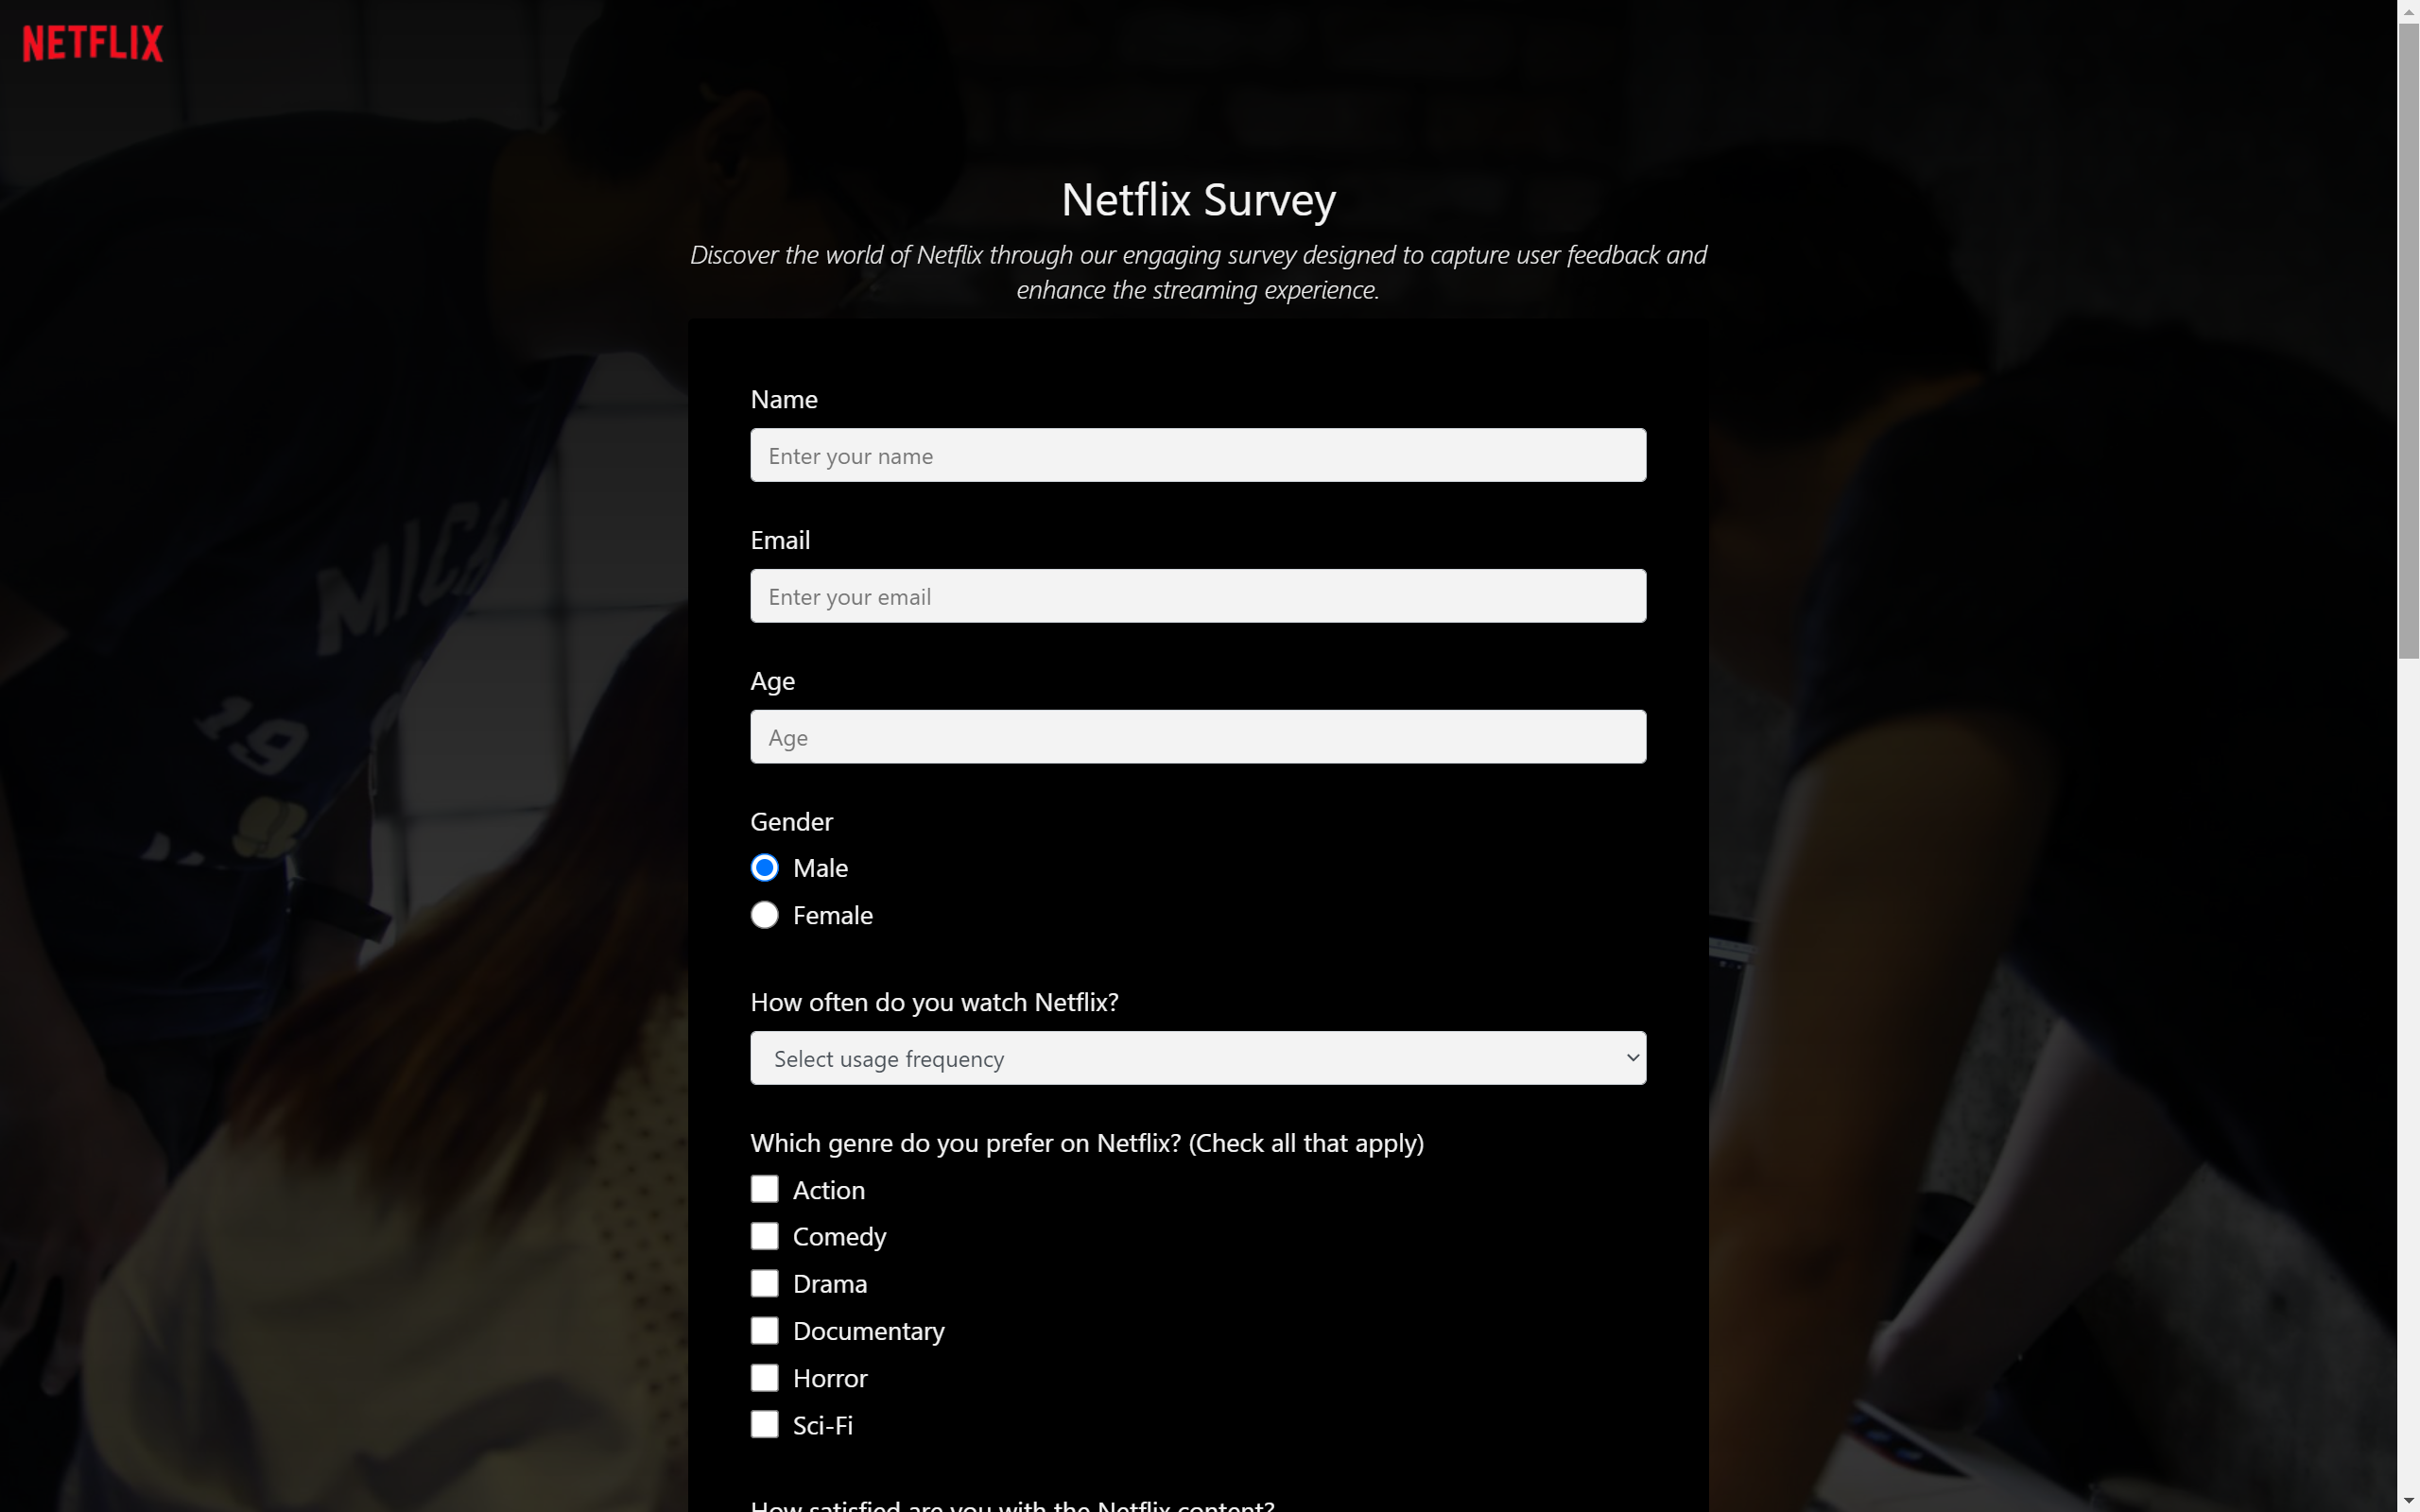 NETFLIX
Netflix Survey
Discover the world of Netflix through our engaging survey designed to capture user feedback and
enhance the streaming experience.
Name
Enter your name
Email
Enter your email
Age
Age
Gender
Male
Female
How often do you watch Netflix?
Select usage frequency
Which genre do you prefer on Netflix? (Check all that apply)
Action
Comedy
Drama
Documentary
Horror
Sci-Fi
How satisfied are you with the Netflix content?
MICH
19